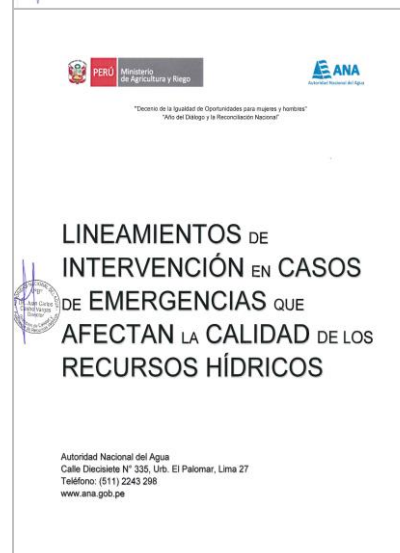 PERÚ Ministerio
de Agricultura y Riego
ANA
Autoridad Nacional del Agua
"Decenio de la Igualdad de Oportunidades para mujeres y hombres"
"Año del Diálogo y la Reconciliación Nacional"
LINEAMIENTOS DE
INTERVENCIÓN EN CASOS
DE EMERGENCIAS QUE
AFECTAN LA CALIDAD DE LOS
RECURSOS HÍDRICOS
Juan Carlos
Autoridad Nacional del Agua
Calle Diecisiete N° 335, Urb. El Palomar, Lima 27
Teléfono: (511) 2243 298
www.ana.gob.pe